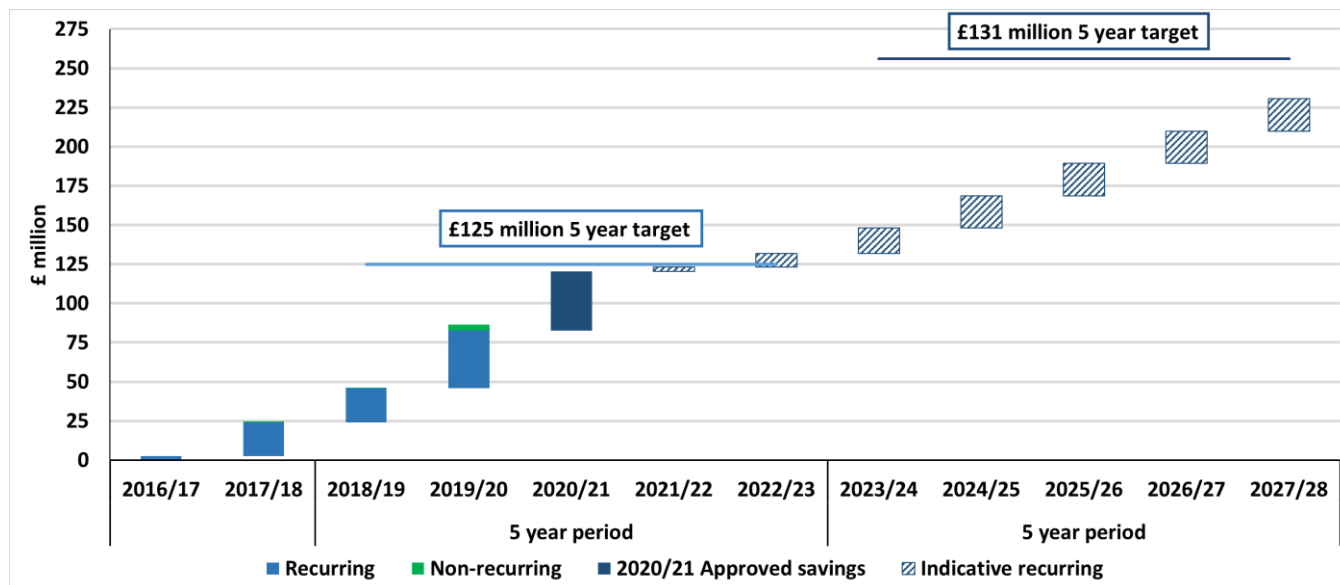 275
250
225
200
175
150
125
100
75
50
25
0
£ million
£131 million 5 year target
£125 million 5 year target
2016/17 2017/18 2018/19 2019/20 2020/21 2021/22 2022/23 2023/24 2024/25 2025/26 2026/27 2027/28
5 year period 5 year period
Recurring Non-recurring 2020/21 Approved savings Indicative recurring